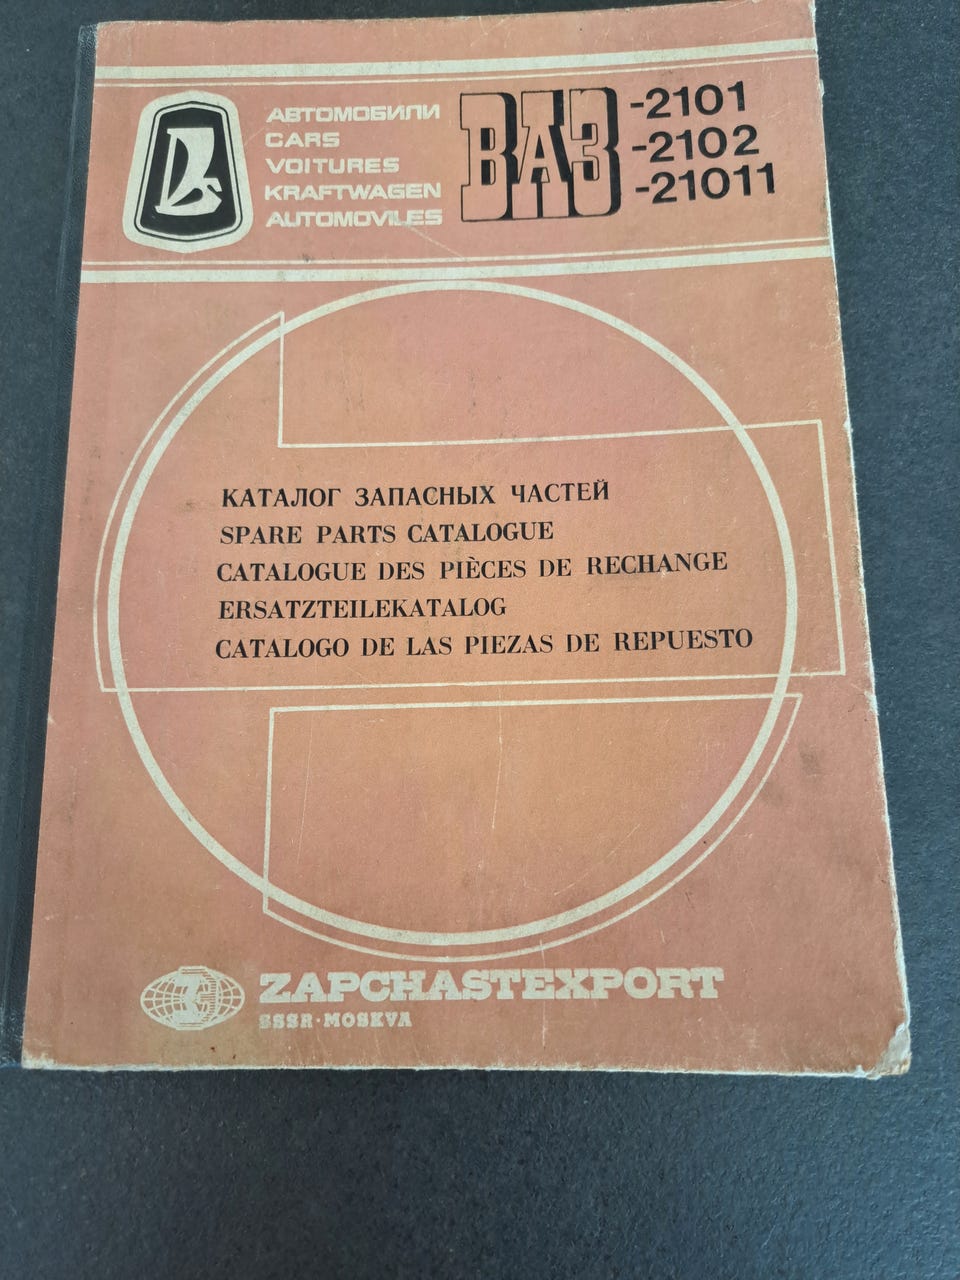 АВТОМОБИЛИ
CARS
VOITURES
KRAFTWAGEN
AUTOMOVILES
ВАЗ -2101
-2102
-21011
КАТАЛОГ ЗАПАСНЫХ ЧАСТЕЙ
SPARE PARTS CATALOGUE
CATALOGUE DES PIÈCES DE RECHANGE
ERSATZTEILEKATALOG
CATALOGO DE LAS PIEZAS DE REPUESTO
ZAPCHASTEXPORT
SSSR·MOSKVA